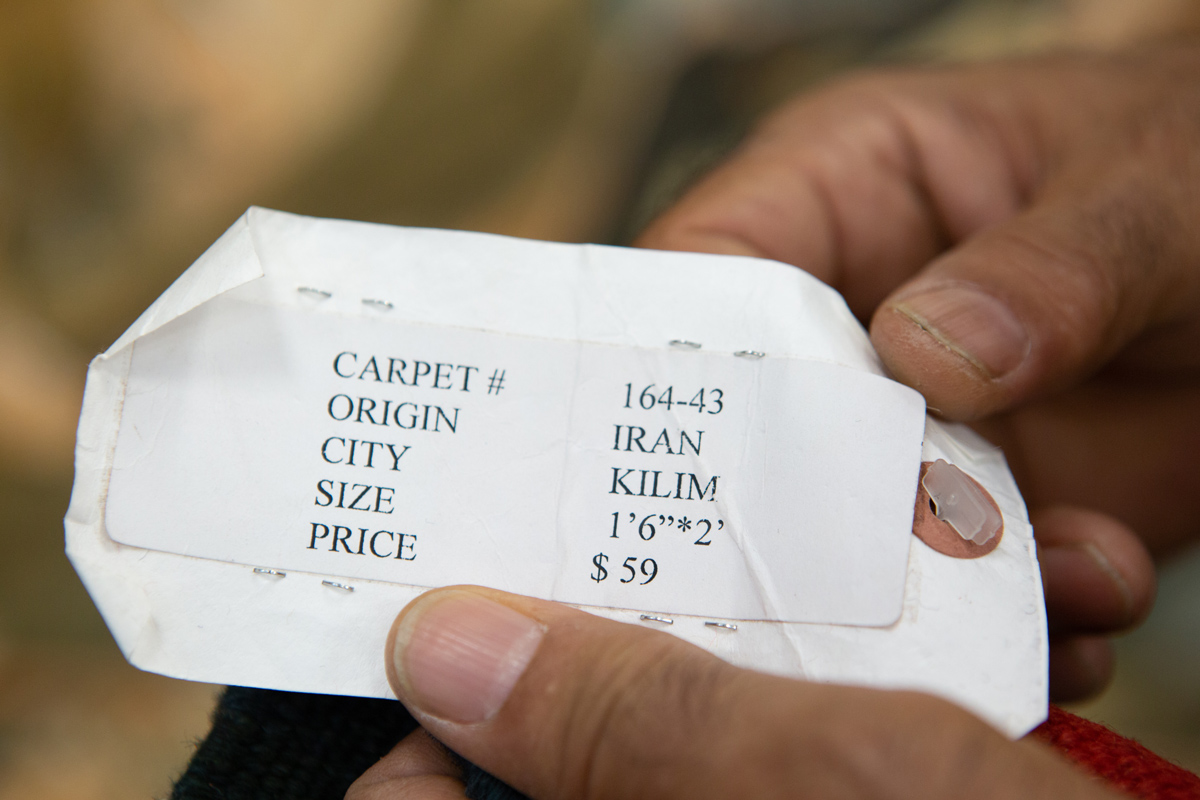 CARPET # 164-43
ORIGIN IRAN
CITY KILIM
SIZE 1’6”*2’
PRICE $ 59